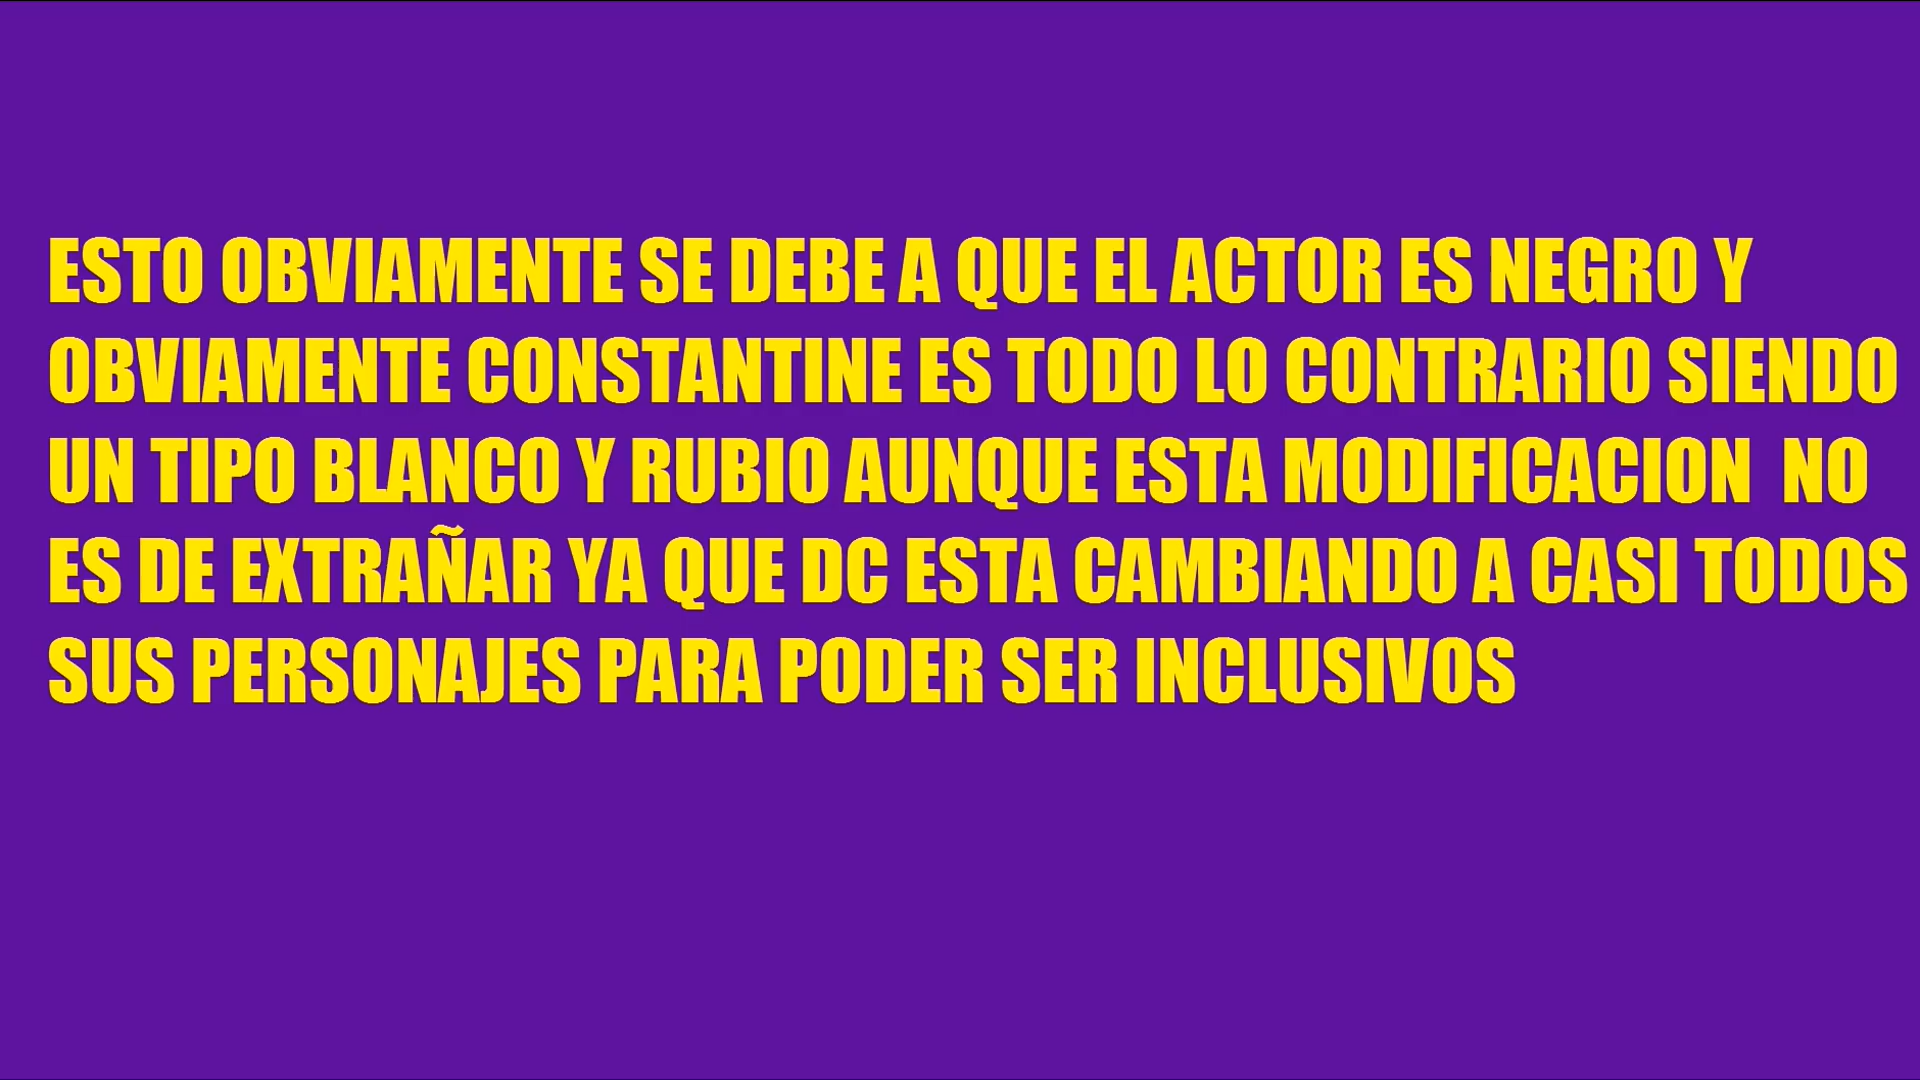 ESTO OBVIAMENTE SE DEBE A QUE EL ACTOR ES NEGRO Y
OBVIAMENTE CONSTANTINE ES TODO LO CONTRARIO SIENDO
UN TIPO BLANCO Y RUBIO AUNQUE ESTA MODIFICACION  NO
ES DE EXTRAÑAR YA QUE DC ESTA CAMBIANDO A CASI TODOS
SUS PERSONAJES PARA PODER SER INCLUSIVOS